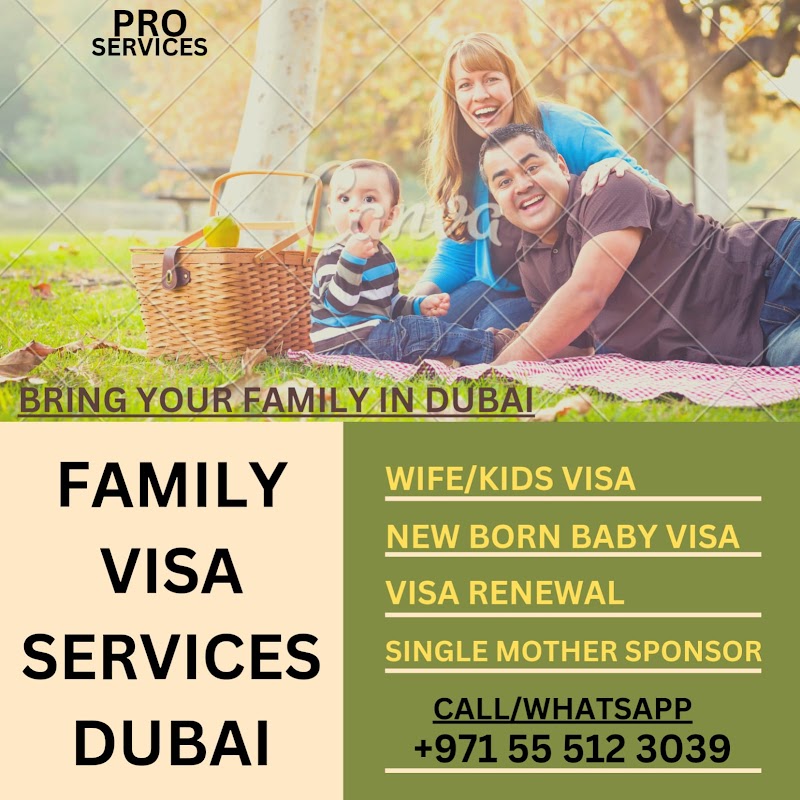 PRO
SERVICES
Canva
BRING YOUR FAMILY IN DUBAI
FAMILY
VISA
SERVICES
DUBAI
WIFE/KIDS VISA
NEW BORN BABY VISA
VISA RENEWAL
SINGLE MOTHER SPONSOR
CALL/WHATSAPP
+971 55 512 3039